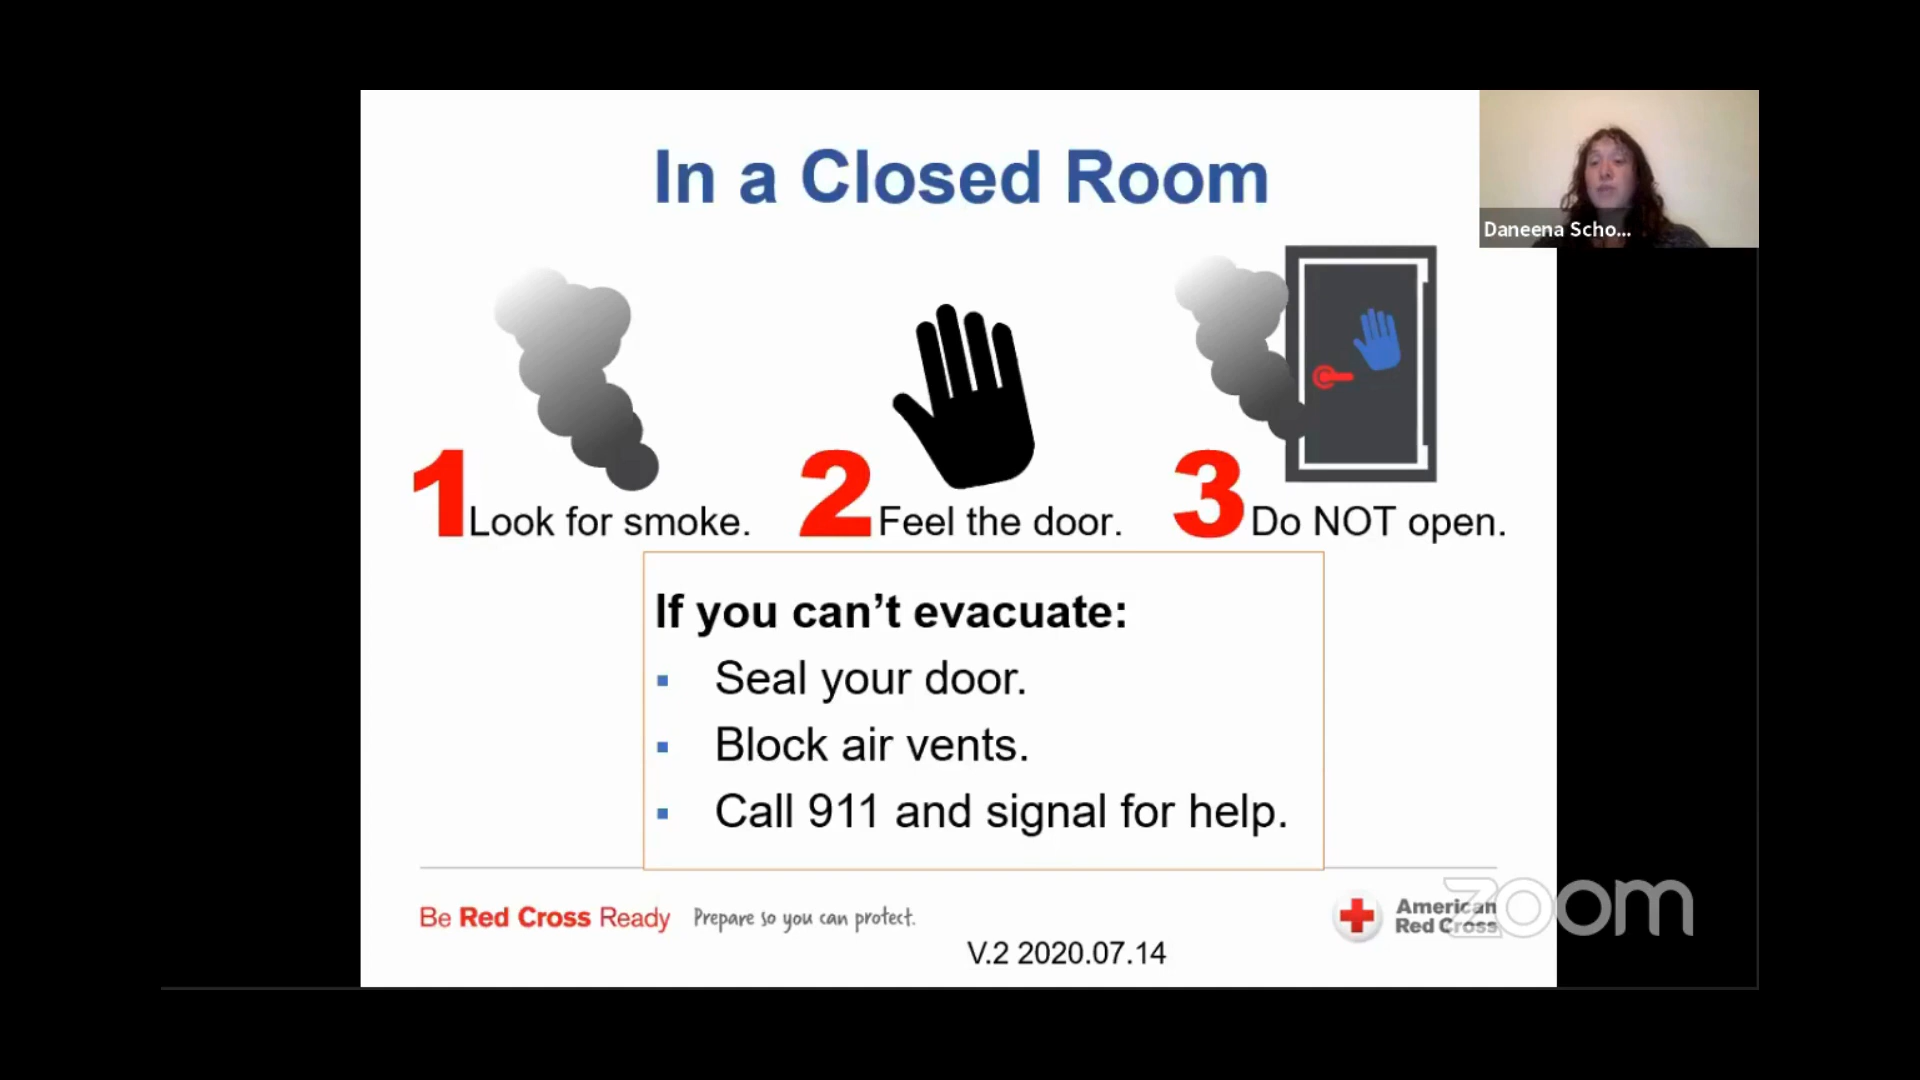 In a Closed Room
Daneena Scho...
1 Look for smoke.
2 Feel the door.
3 Do NOT open.
If you can’t evacuate:
▪ Seal your door.
▪ Block air vents.
▪ Call 911 and signal for help.
Be Red Cross Ready
Prepare so you can protect.
American
Red Cross
zoom
V.2 2020.07.14